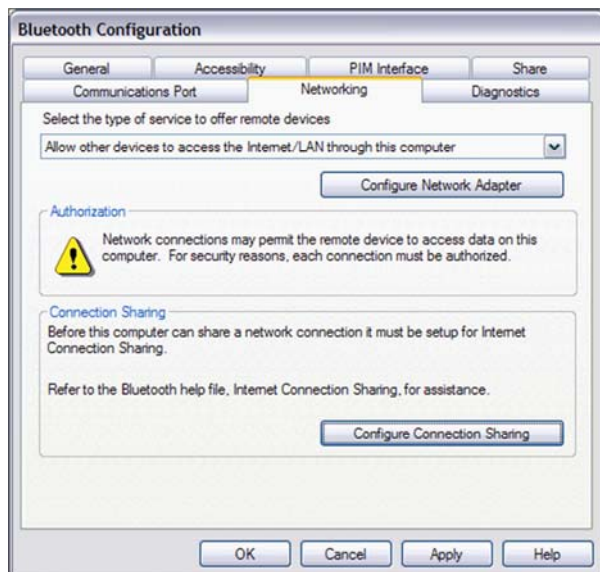 Bluetooth Configuration
General
Accessibility
PIM Interface
Share
Communications Port
Networking
Diagnostics
Select the type of service to offer remote devices
Allow other devices to access the Internet/LAN through this computer
Configure Network Adapter
Authorization
Network connections may permit the remote device to access data on this
computer. For security reasons, each connection must be authorized.
Connection Sharing
Before this computer can share a network connection it must be setup for Internet
Connection Sharing.
Refer to the Bluetooth help file, Internet Connection Sharing, for assistance.
Configure Connection Sharing
OK
Cancel
Apply
Help